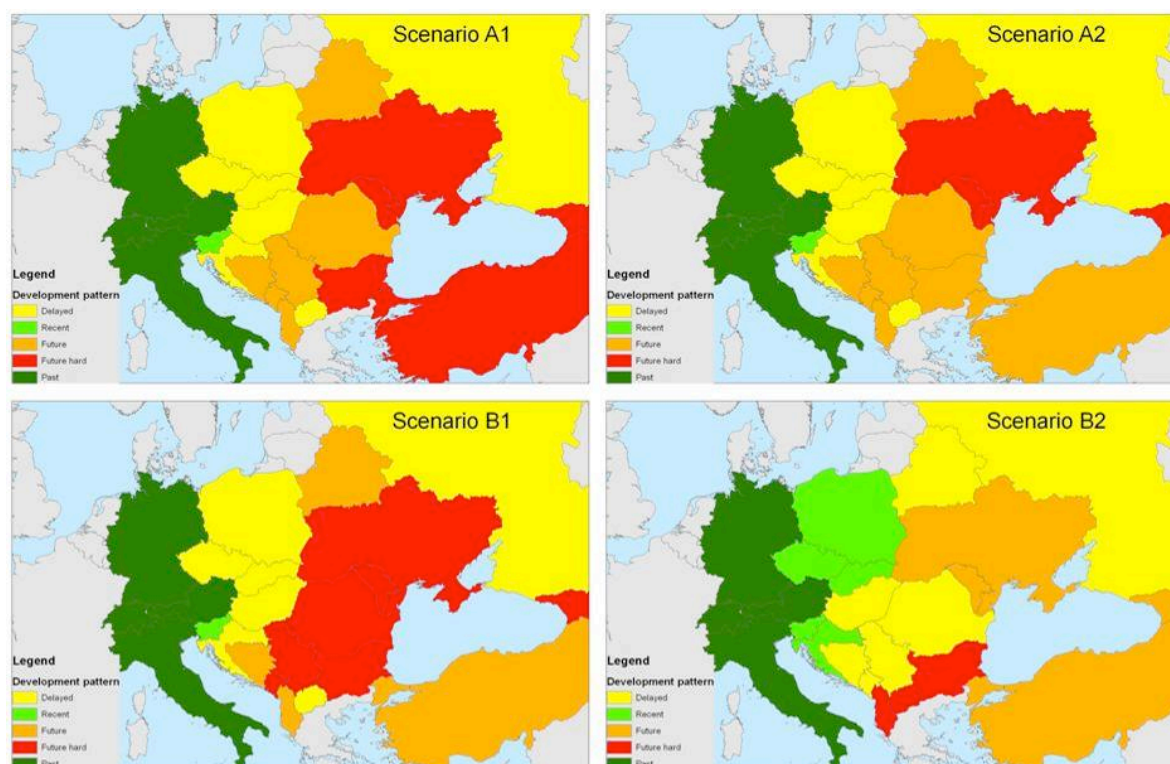 Scenario A1
Legend
Development pattern
Delayed
Recent
Future
Future hard
Past
Scenario A2
Legend
Development pattern
Delayed
Recent
Future
Future hard
Past
Scenario B1
Legend
Development pattern
Delayed
Recent
Future
Future hard
Past
Scenario B2
Legend
Development pattern
Delayed
Recent
Future
Future hard
Past